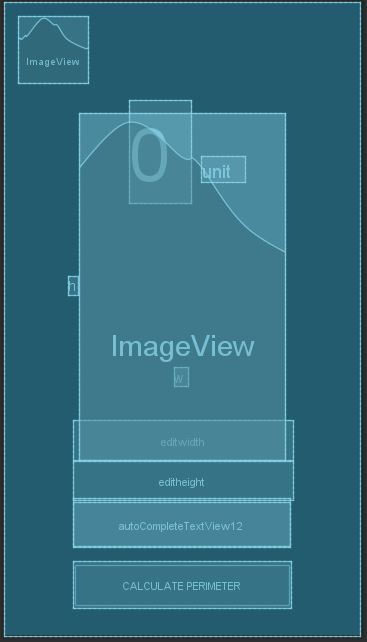 ImageView
0
unit
h
ImageView
w
editwidth
editheight
autoCompleteTextView12
CALCULATE PERIMETER